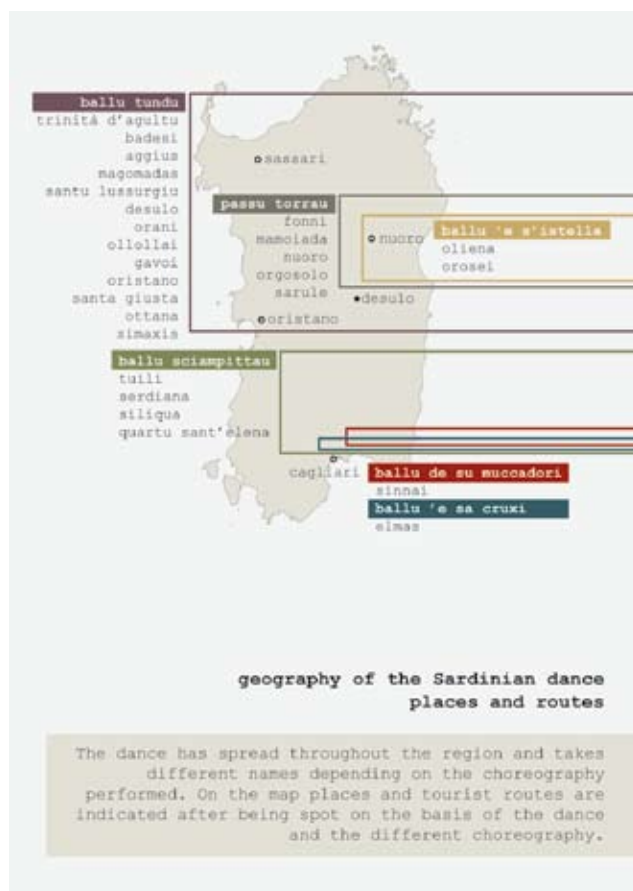 ballu tundu
trinità d'agultu
badesi
aggius
magomadas
santu lussurgiu
desulo
orani
ollollai
gavoi
oristano
santa giusta
ottana
simaxis
sassari
passu torrau
fonni
mamoiada
nuoro
orgosolo
sarule
nuoro
ballu 'e s'istella
oliena
orosei
desulo
oristano
ballu sciampittau
tuili
serdiana
siliqua
quartu sant'elena
cagliari
ballu de su muccadori
sinnai
ballu 'e sa cruxi
elmas
geography of the Sardinian dance
places and routes
The dance has spread throughout the region and takes
different names depending on the choreography
performed. On the map places and tourist routes are
indicated after being spot on the basis of the dance
and the different choreography.